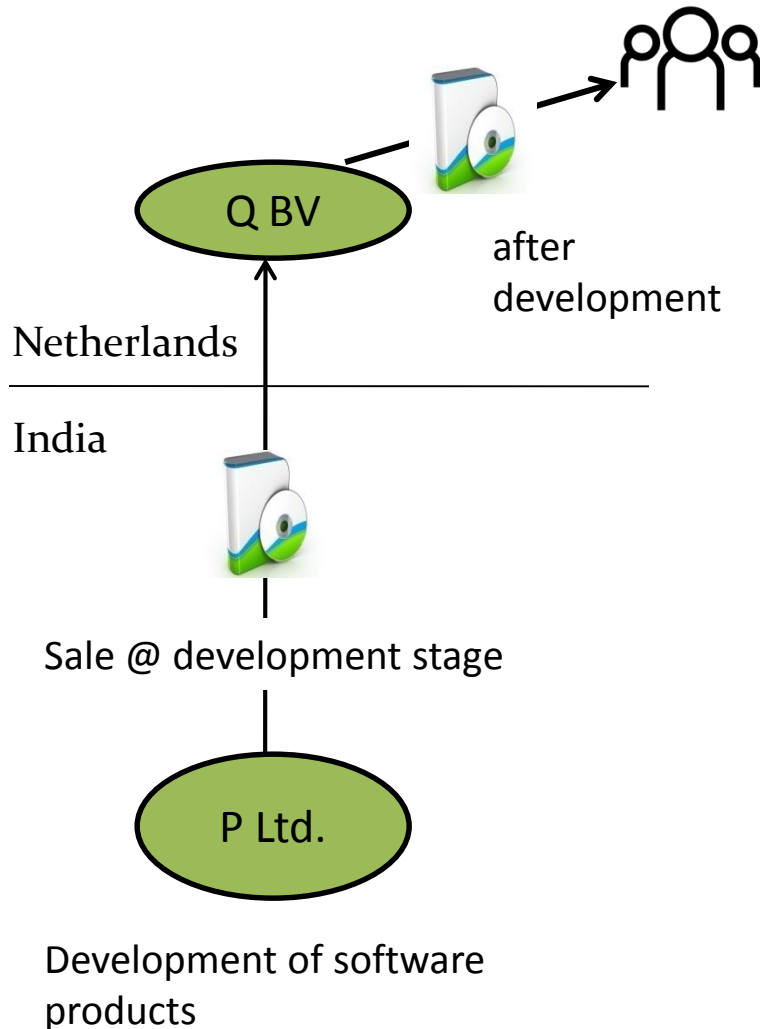 Q BV
after
development
Netherlands
India
Sale @ development stage
P Ltd.
Development of software
products